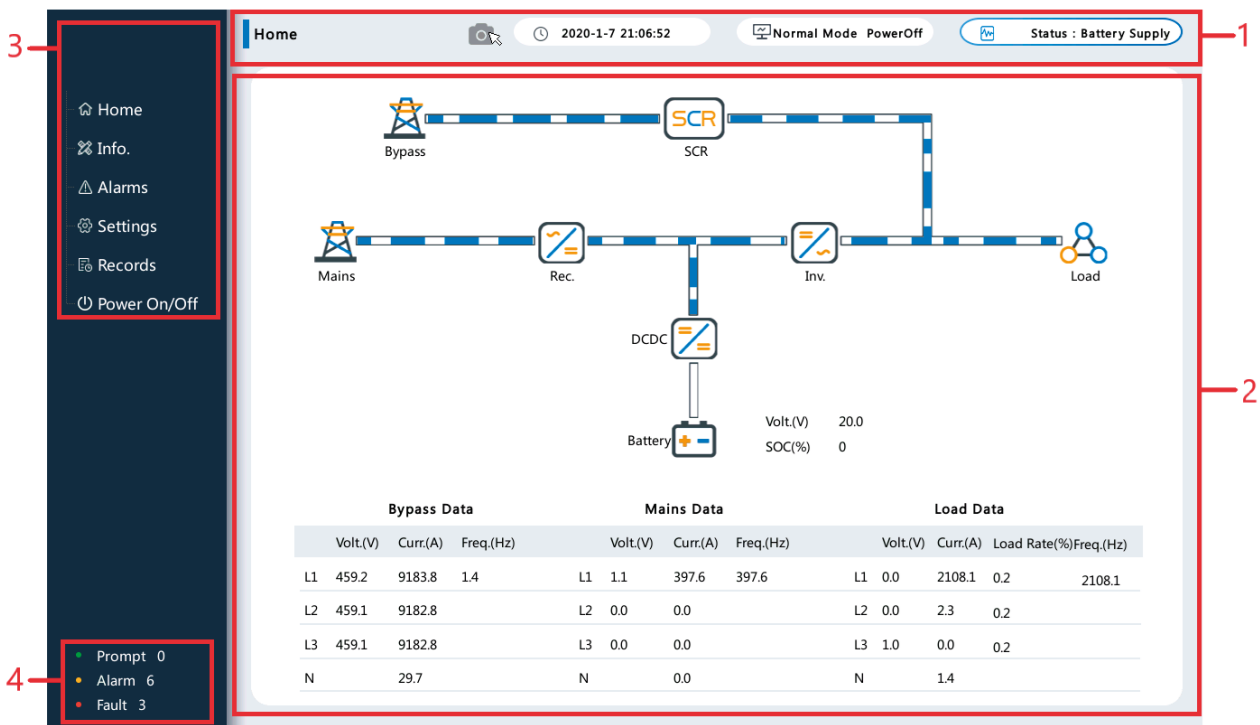 Home
2020-1-7 21:06:52
Normal Mode PowerOff
Status : Battery Supply
1
3
Home
Info.
Alarms
Settings
Records
Power On/Off
SCR
Bypass
SCR
Mains
Rec.
Inv.
Load
DCDC
2
Battery
Volt.(V) 20.0
SOC(%) 0
Bypass Data Mains Data Load Data
Volt.(V) Curr.(A) Freq.(Hz) Volt.(V) Curr.(A) Freq.(Hz) Volt.(V) Curr.(A) Load Rate(%)Freq.(Hz)
L1 459.2 9183.8 1.4 L1 1.1 397.6 397.6 L1 0.0 2108.1 0.2 2108.1
L2 459.1 9182.8 L2 0.0 0.0 L2 0.0 2.3 0.2
L3 459.1 9182.8 L3 0.0 0.0 L3 1.0 0.0 0.2
N 29.7 N 0.0 N 1.4
4
Prompt 0
Alarm 6
Fault 3